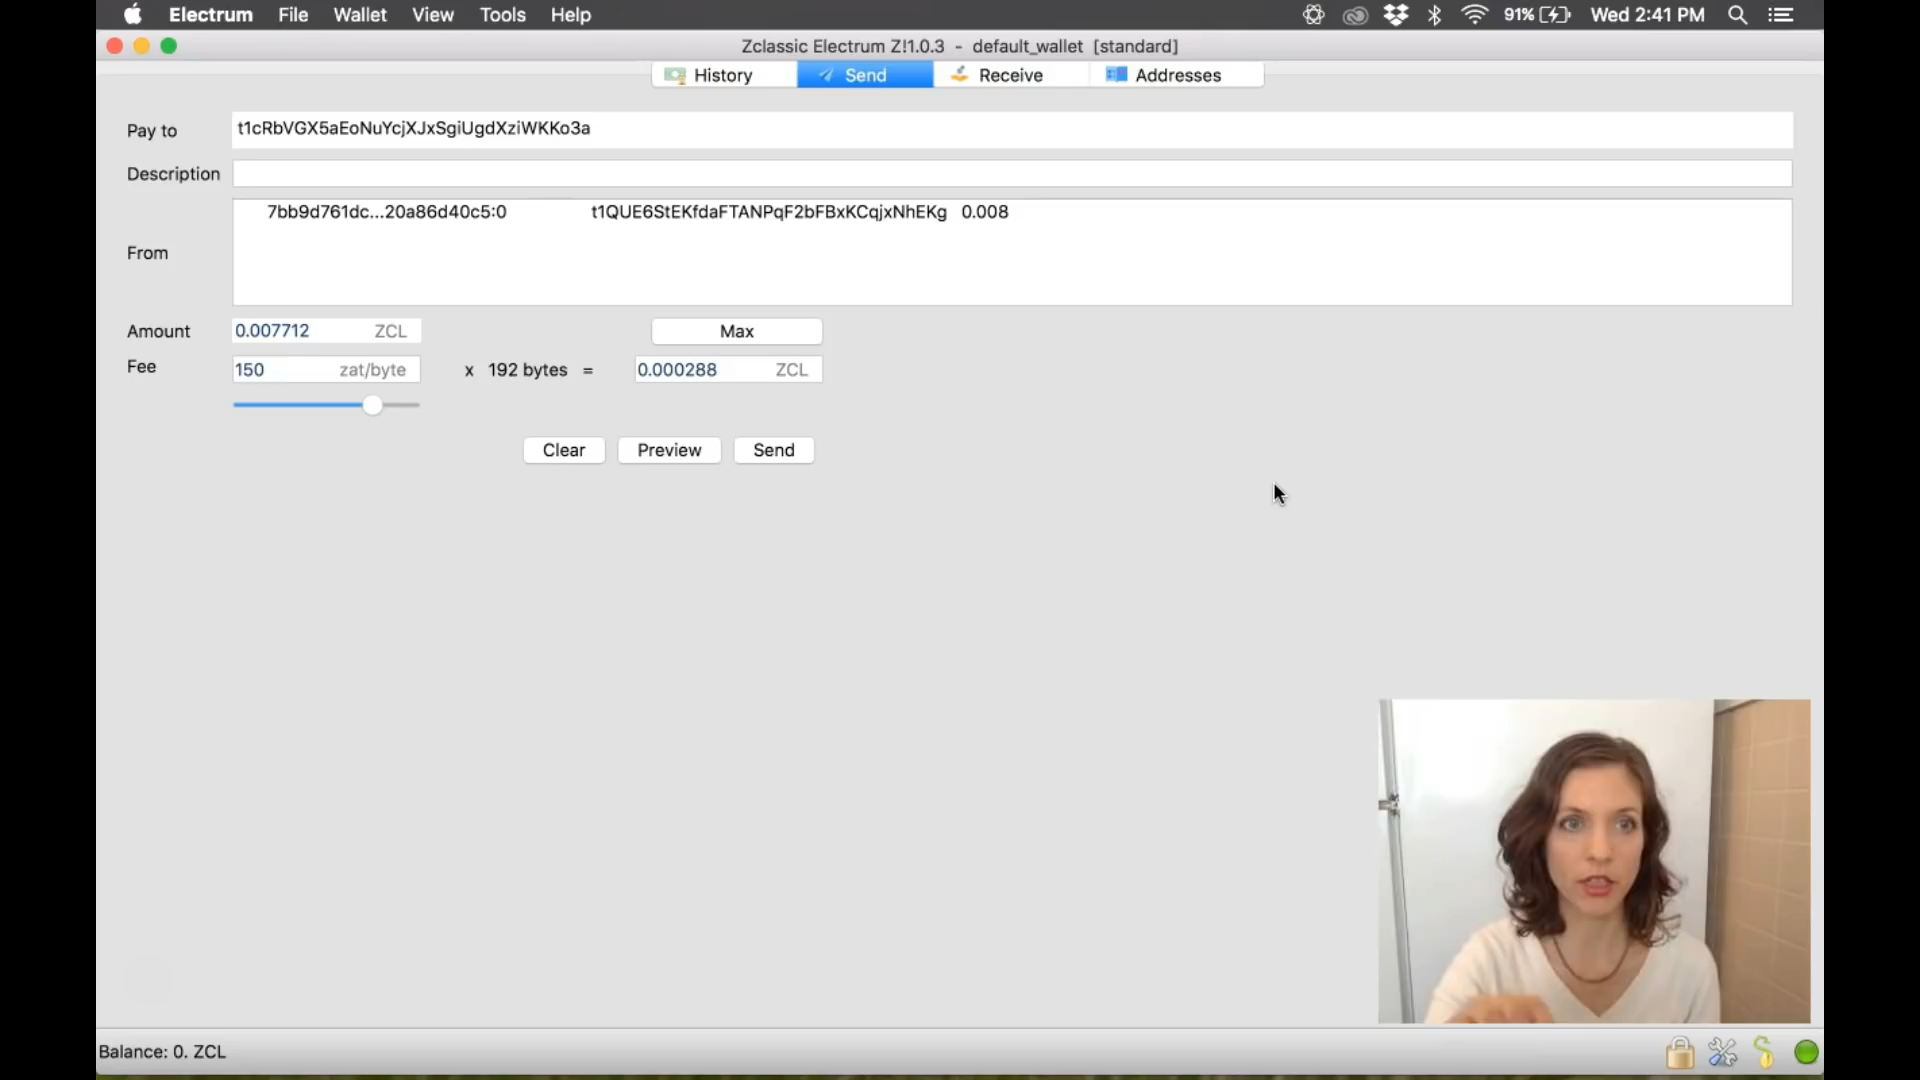 Electrum File Wallet View Tools Help 91% Wed 2:41 PM
Zclassic Electrum Z!1.0.3 - default_wallet [standard]
History Send Receive Addresses
Pay to t1cRbVGX5aEoNuYcjXJxSgiUgdXziWKKo3a
Description
From 7bb9d761dc...20a86d40c5:0 t1QUE6StEKfdaFTANPqF2bFBxKCqjxNhEKg 0.008
Amount 0.007712 ZCL Max
Fee 150 zat/byte x 192 bytes = 0.000288 ZCL
Clear Preview Send
Balance: 0. ZCL